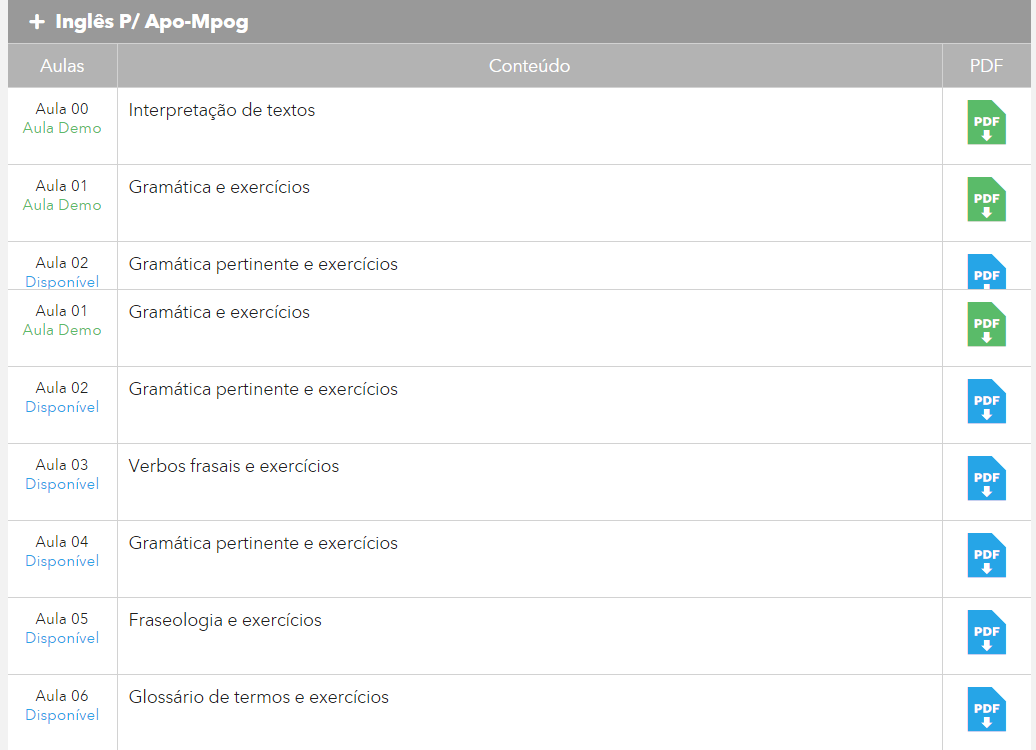 + Inglês P/ Apo-Mpog
Aulas Conteúdo PDF
Aula 00 Interpretação de textos
Aula Demo PDF
Aula 01 Gramática e exercícios
Aula Demo PDF
Aula 02 Gramática pertinente e exercícios
Disponível PDF
Aula 01 Gramática e exercícios
Aula Demo PDF
Aula 02 Gramática pertinente e exercícios
Disponível PDF
Aula 03 Verbos frasais e exercícios
Disponível PDF
Aula 04 Gramática pertinente e exercícios
Disponível PDF
Aula 05 Fraseologia e exercícios
Disponível PDF
Aula 06 Glossário de termos e exercícios
Disponível PDF